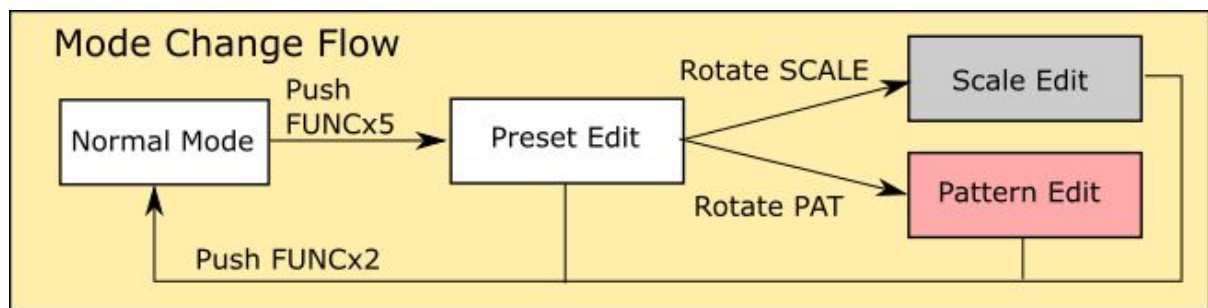 Mode Change Flow
Normal Mode
Push
FUNCx5
Preset Edit
Rotate SCALE
Scale Edit
Rotate PAT
Pattern Edit
Push FUNCx2